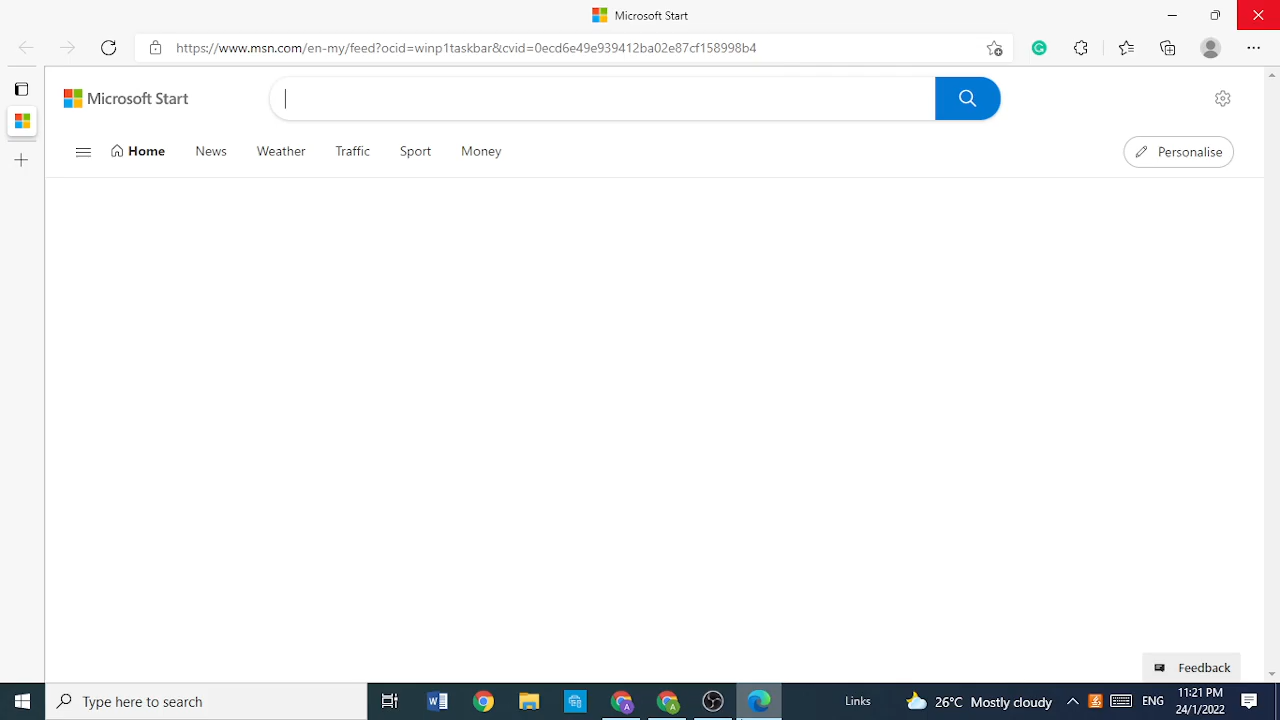 Microsoft Start
https://www.msn.com/en-my/feed?ocid=winp1taskbar&cvid=0ecd6e49e939412ba02e87cf158998b4
Microsoft Start
Home News Weather Traffic Sport Money Personalise
Feedback
Type here to search Links 26°C Mostly cloudy ENG 11:21 PM
24/1/2022